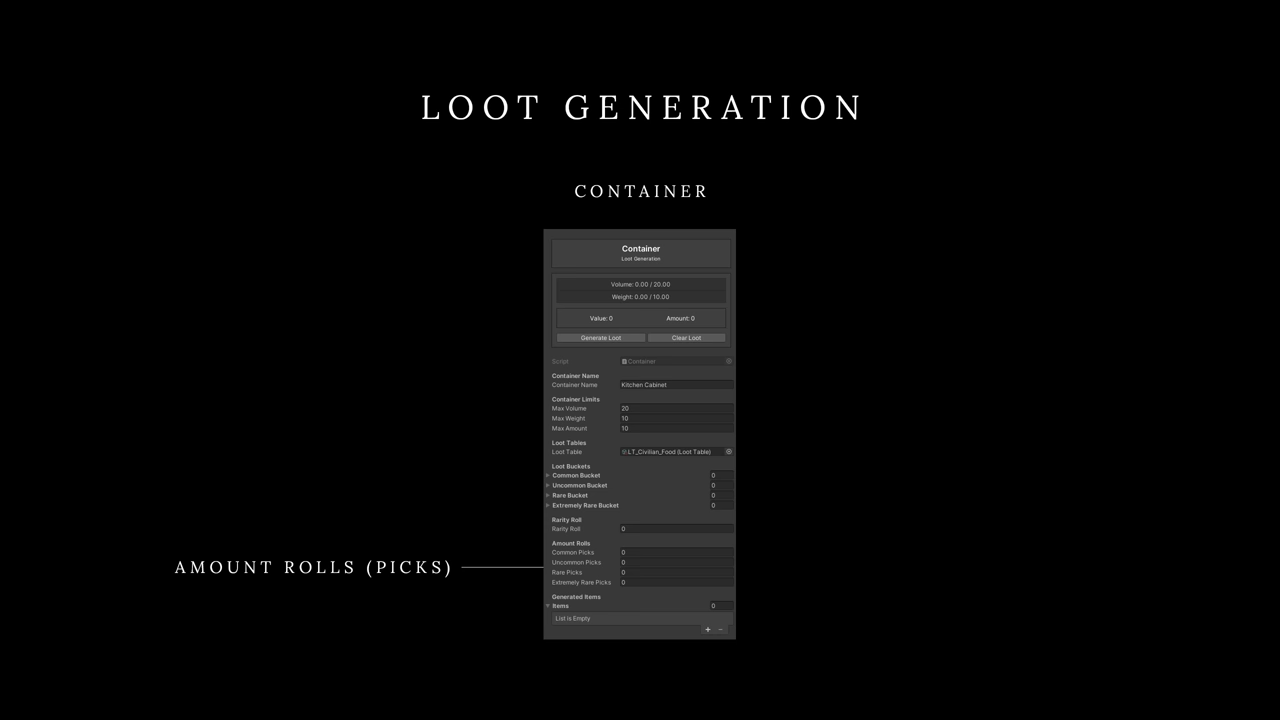 LOOT GENERATION
CONTAINER
Container
Loot Generation
Volume: 0.00 / 20.00
Weight: 0.00 / 10.00
Value: 0 Amount: 0
Generate Loot Clear Loot
Script Container
Container Name
Container Name Kitchen Cabinet
Container Limits
Max Volume 20
Max Weight 10
Max Amount 10
Loot Tables
Loot Table LT_Civilian_Food (Loot Table)
Loot Buckets
Common Bucket 0
Uncommon Bucket 0
Rare Bucket 0
Extremely Rare Bucket 0
Rarity Roll
Rarity Roll 0
Amount Rolls
Common Picks 0
Uncommon Picks 0
AMOUNT ROLLS (PICKS)
Rare Picks 0
Extremely Rare Picks 0
Generated Items
Items 0
List is Empty
+ −